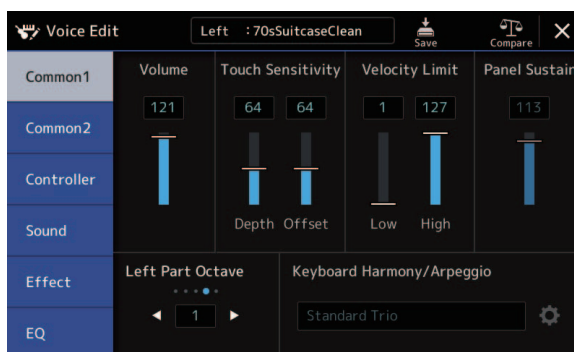 Voice Edit
Left :70sSuitcaseClean
Save
Compare
Common1
Common2
Controller
Sound
Effect
EQ
Volume
121
Touch Sensitivity
64 64
Depth Offset
Velocity Limit
1 127
Low High
Panel Sustain
113
Left Part Octave
1
Keyboard Harmony/Arpeggio
Standard Trio